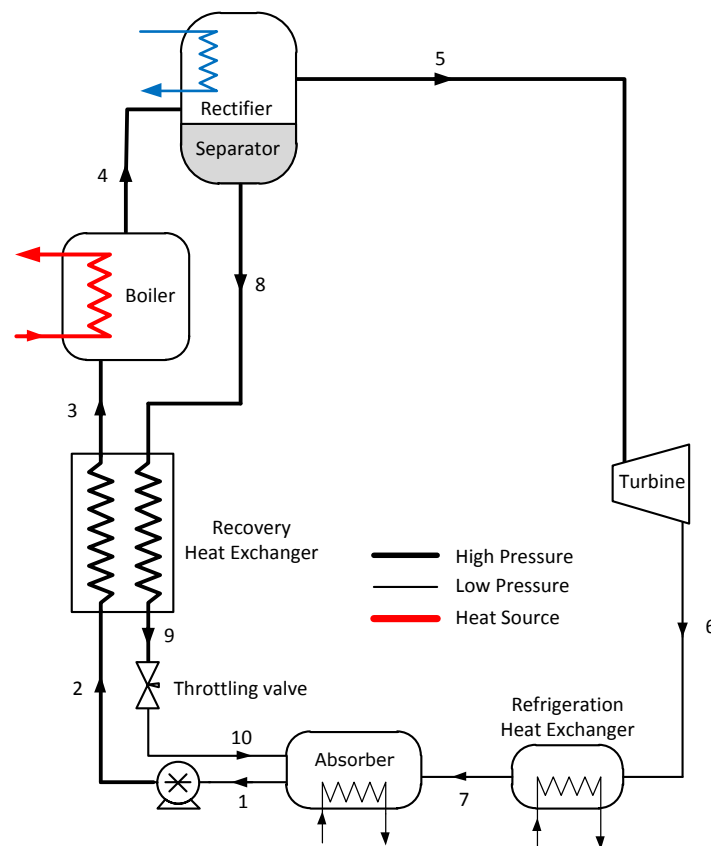 5
Rectifier
Separator
4
Boiler
8
3
Turbine
Recovery
Heat Exchanger
High Pressure
Low Pressure
Heat Source
9
6
2
Throttling valve
Refrigeration
Heat Exchanger
10
Absorber
1
7